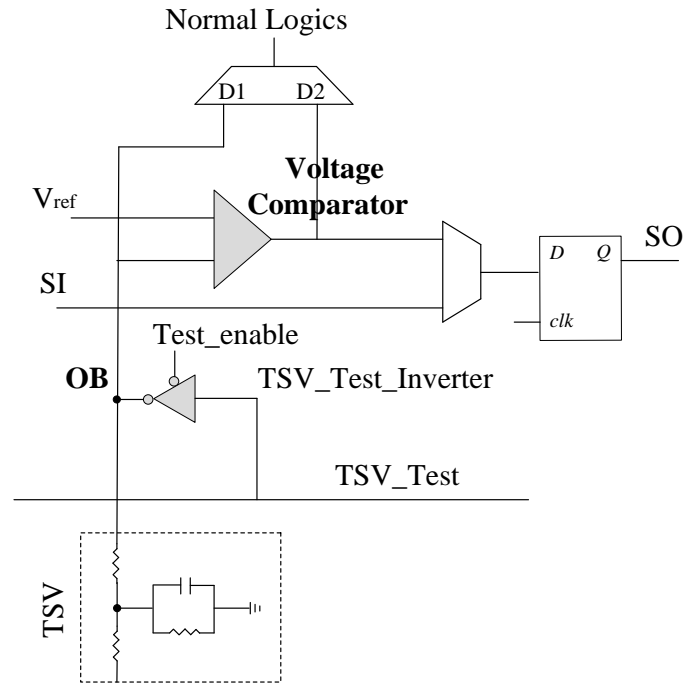 Normal Logics
D1 D2
Voltage
Comparator
Vref
SI
D Q
SO
clk
Test_enable
OB
TSV_Test_Inverter
TSV_Test
TSV